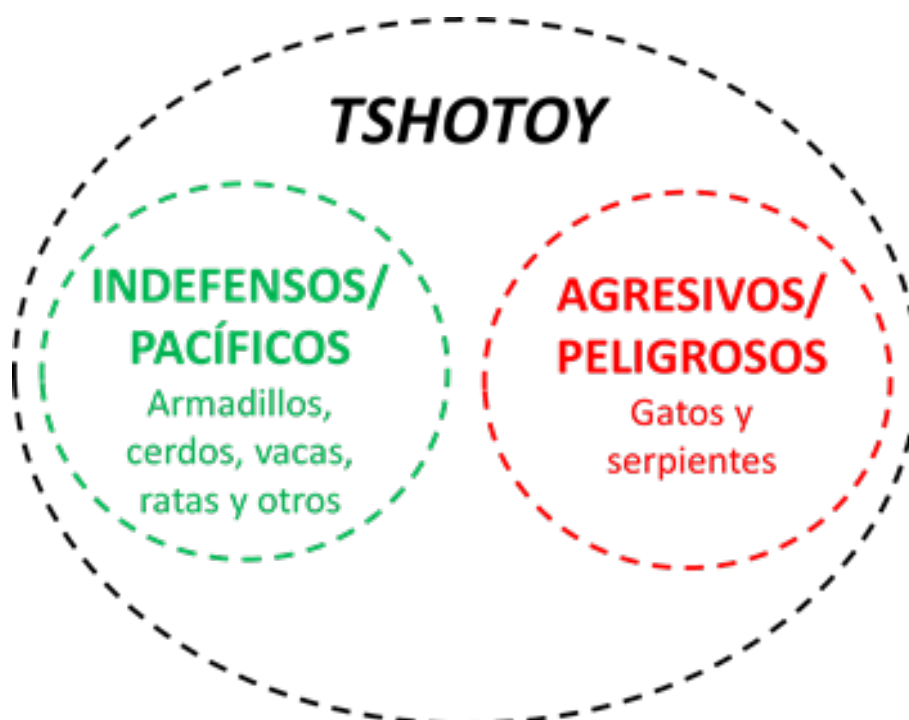 TSHOTOY
INDEFENSOS/
PACÍFICOS
Armadillos,
cerdos, vacas,
ratas y otros
AGRESIVOS/
PELIGROSOS
Gatos y
serpientes